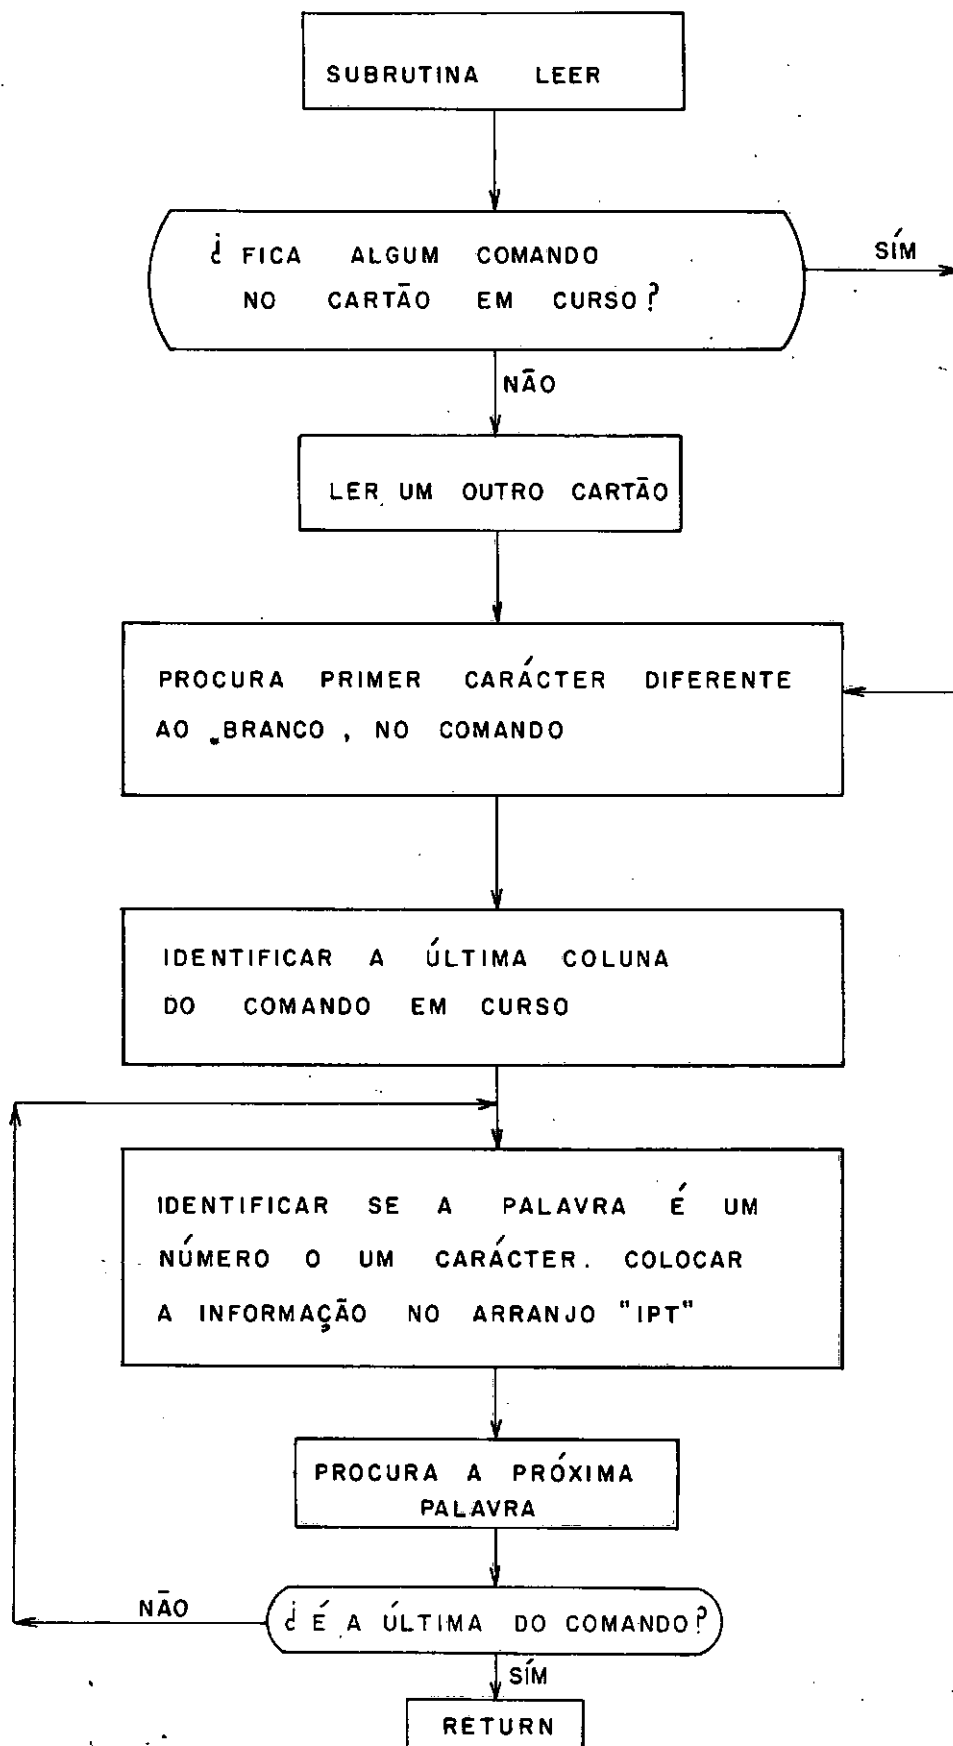 SUBRUTINA LEER
¿ FICA ALGUM COMANDO
NO CARTÃO EM CURSO?
SÍM
NÃO
LER UM OUTRO CARTÃO
PROCURA PRIMER CARÁCTER DIFERENTE
AO BRANCO, NO COMANDO
IDENTIFICAR A ÚLTIMA COLUNA
DO COMANDO EM CURSO
IDENTIFICAR SE A PALAVRA É UM
NÚMERO O UM CARÁCTER. COLOCAR
A INFORMAÇÃO NO ARRANJO "IPT"
PROCURA A PRÓXIMA
PALAVRA
NÃO
¿ É A ÚLTIMA DO COMANDO?
SÍM
RETURN